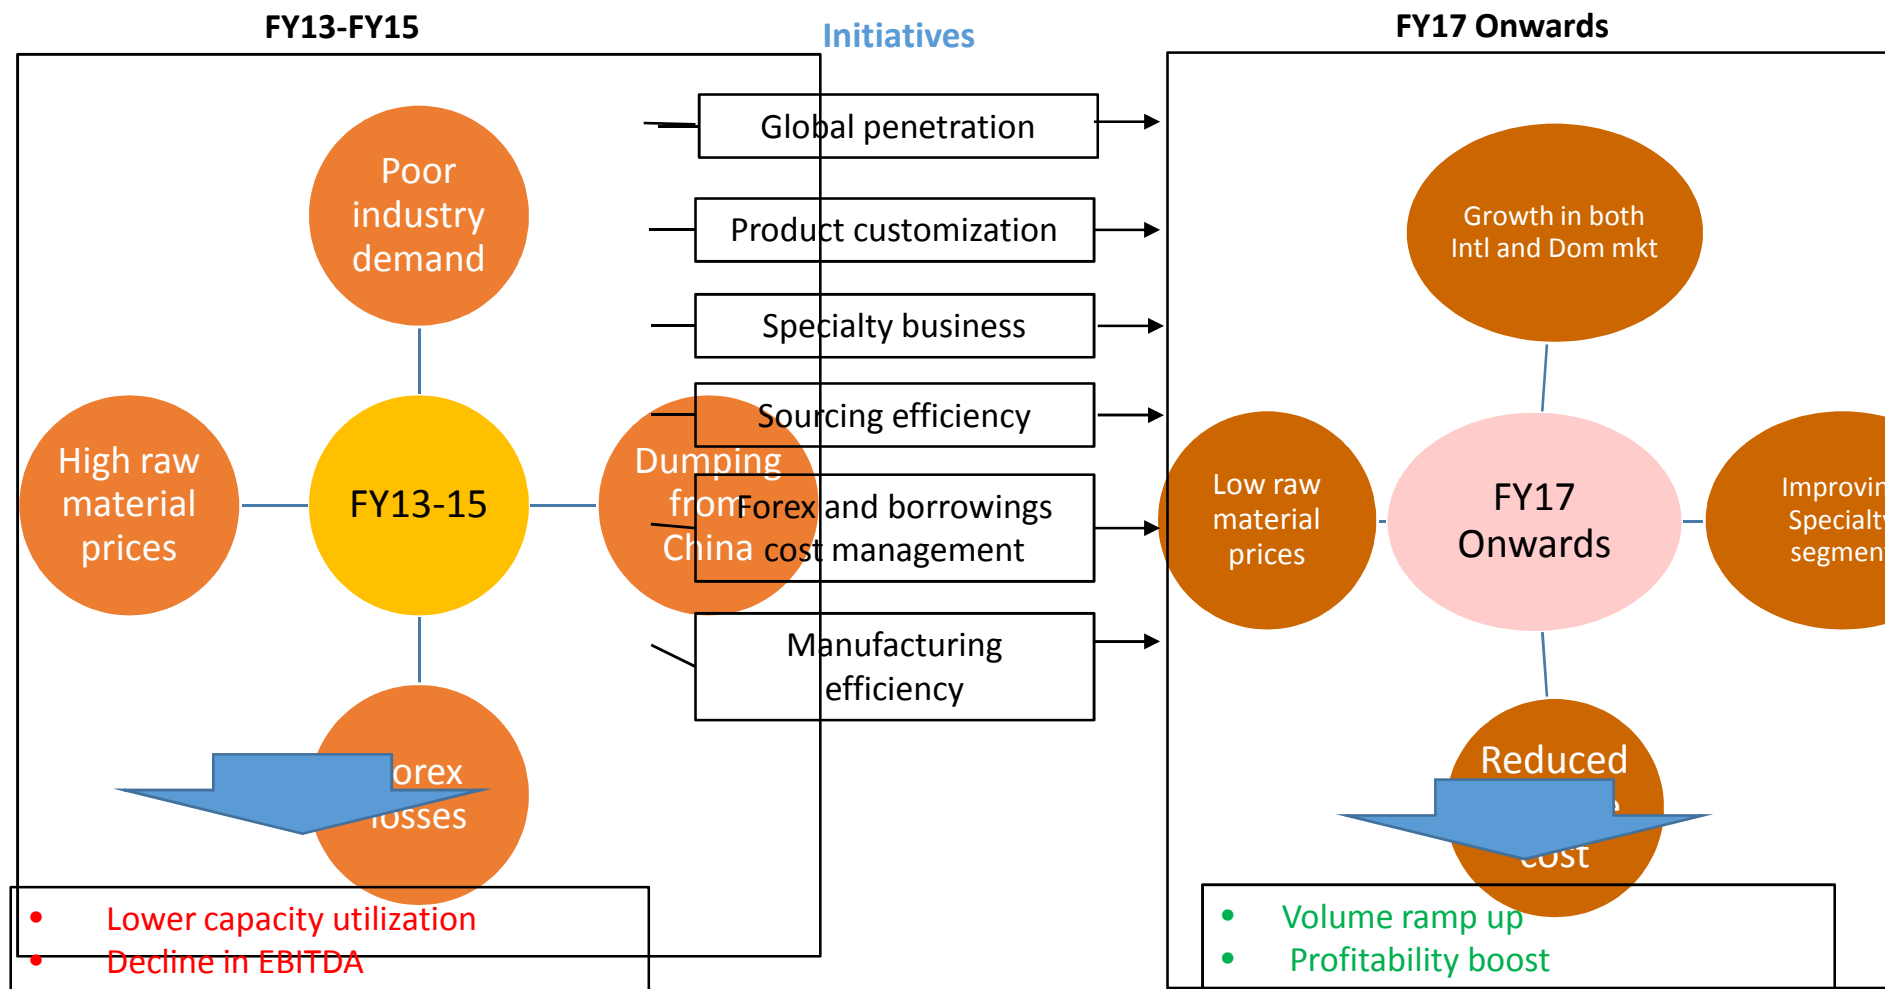 FY13-FY15
Initiatives
FY17 Onwards
Poor
industry
demand
High raw
material
prices
FY13-15
Dumping
from
China
losses
Lower capacity utilization
Decline in EBITDA
Global penetration
Product customization
Specialty business
Sourcing efficiency
Forex and borrowings
cost management
Manufacturing
efficiency
Growth in both
Intl and Dom mkt
Low raw
material
prices
FY17
Onwards
Specialty
Reduced
cost
Volume ramp up
Profitability boost